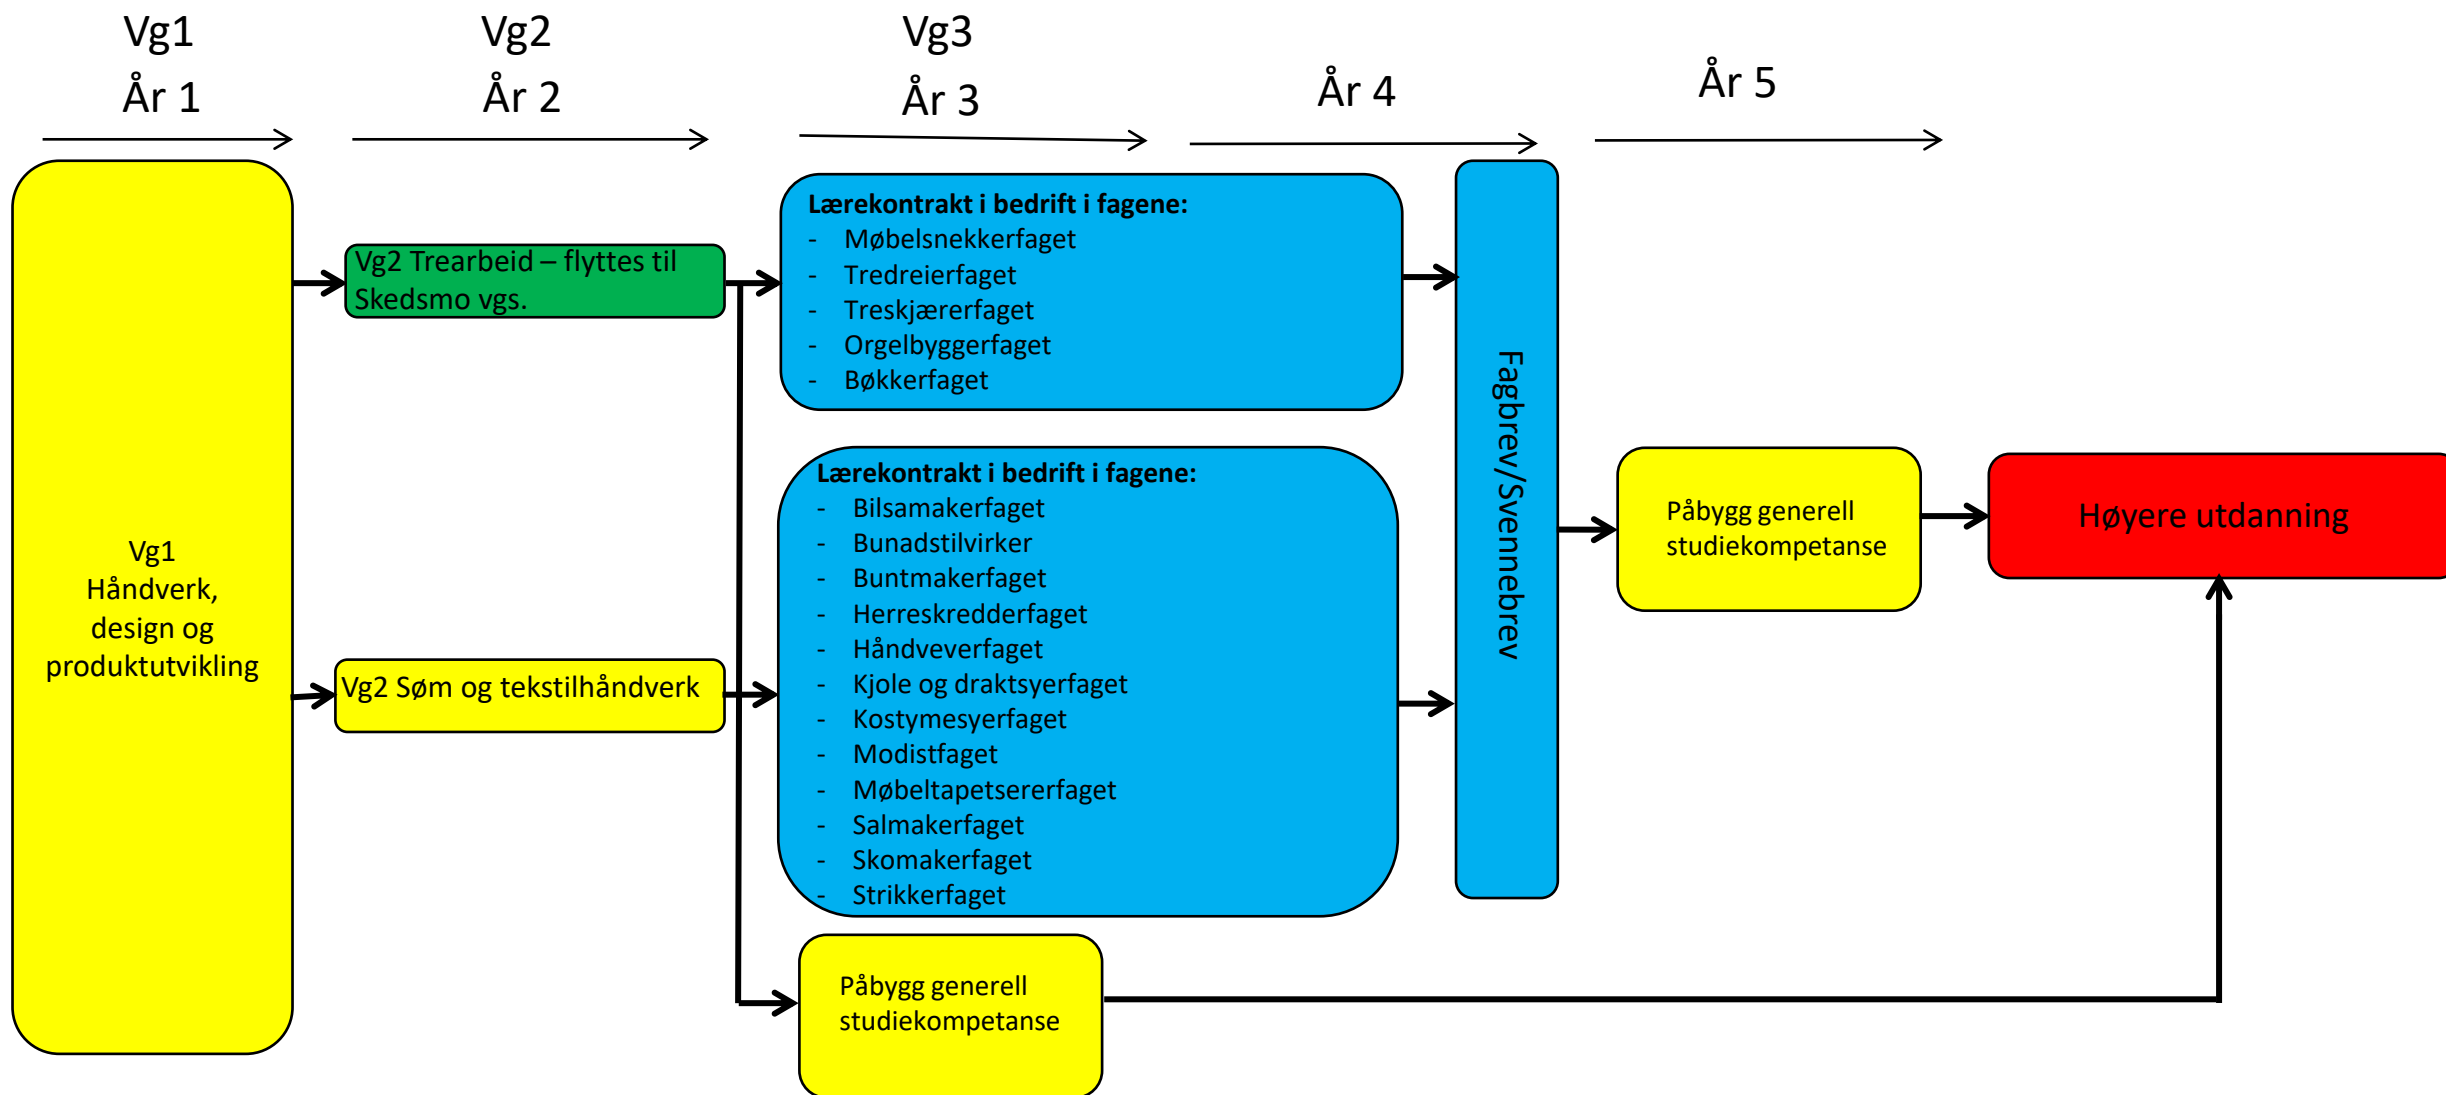 Vg1
År 1
Vg2
År 2
Vg3
År 3
År 4
År 5
Vg1
Håndverk,
design og
produktutvikling
Vg2 Trearbeid – flyttes til
Skedsmo vgs.
Vg2 Søm og tekstilhåndverk
Lærekontrakt i bedrift i fagene:
- Møbelsnekkerfaget
- Tredreierfaget
- Treskjærerfaget
- Orgelbyggerfaget
- Bøkkerfaget
Lærekontrakt i bedrift i fagene:
- Bilsamakerfaget
- Bunadstilvirker
- Buntmakerfaget
- Herreskredderfaget
- Håndveverfaget
- Kjole og draktsyerfaget
- Kostymesyerfaget
- Modistfaget
- Møbeltapetsererfaget
- Salmakerfaget
- Skomakerfaget
- Strikkerfaget
Påbygg generell
studiekompetanse
Fagbrev/Svennebrev
Påbygg generell
studiekompetanse
Høyere utdanning